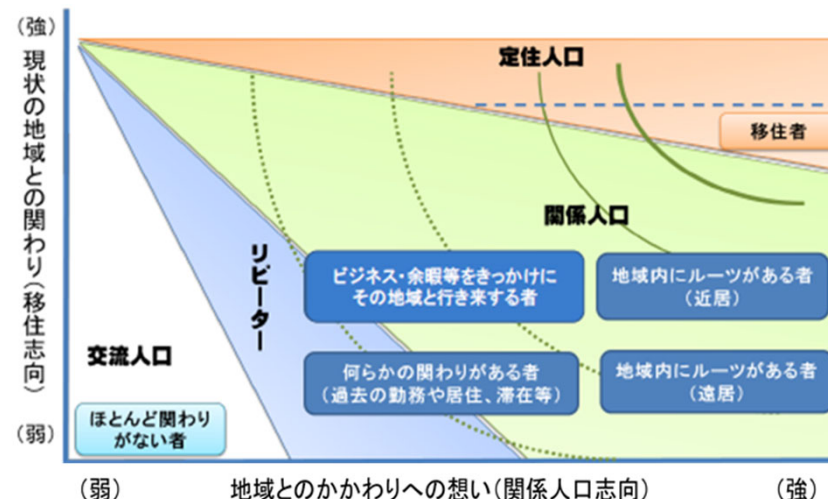 (強)
現状の地域との関わり(移住志向)
(弱)
定住人口
移住者
関係人口
リピーター
ビジネス・余暇等をきっかけに
その地域と行き来する者
地域内にルーツがある者
(近居)
交流人口
何らかの関わりがある者
(過去の勤務や居住、滞在等)
地域内にルーツがある者
(遠居)
ほとんど関わり
がない者
(弱)
地域とのかかわりへの想い(関係人口志向)
(強)